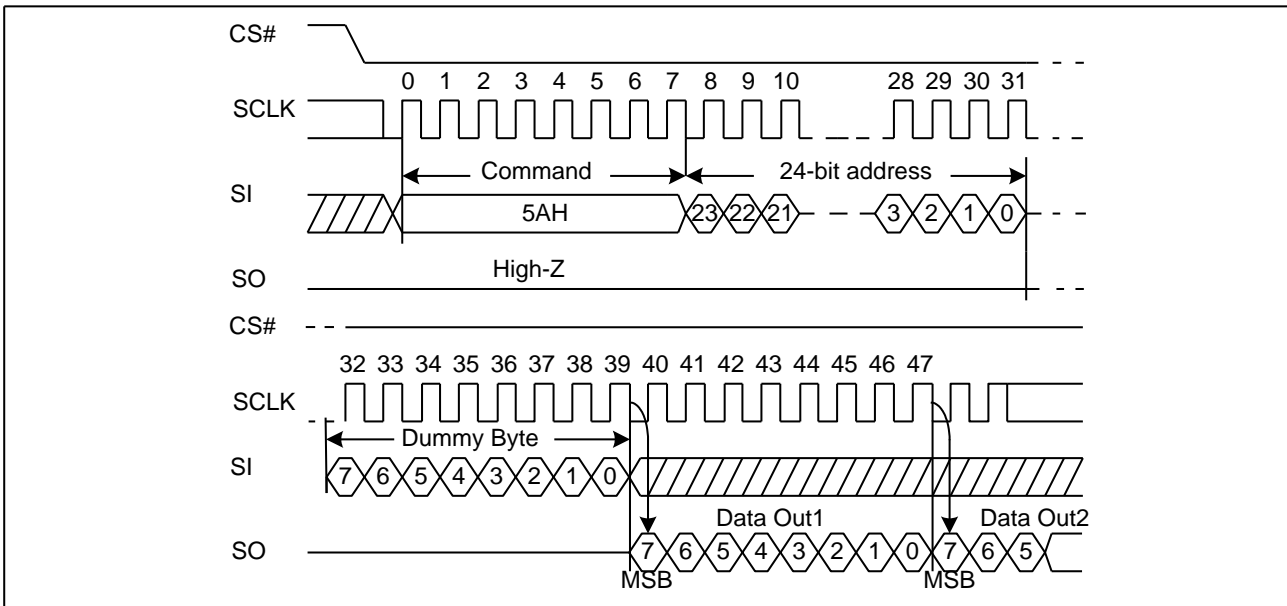 CS#
0 1 2 3 4 5 6 7 8 9 10 28 29 30 31
SCLK
Command 24-bit address
SI
5AH 23 22 21 3 2 1 0
High-Z
SO
CS#
32 33 34 35 36 37 38 39 40 41 42 43 44 45 46 47
SCLK
Dummy Byte
SI 7 6 5 4 3 2 1 0
Data Out1 Data Out2
SO 7 6 5 4 3 2 1 0 7 6 5
MSB MSB